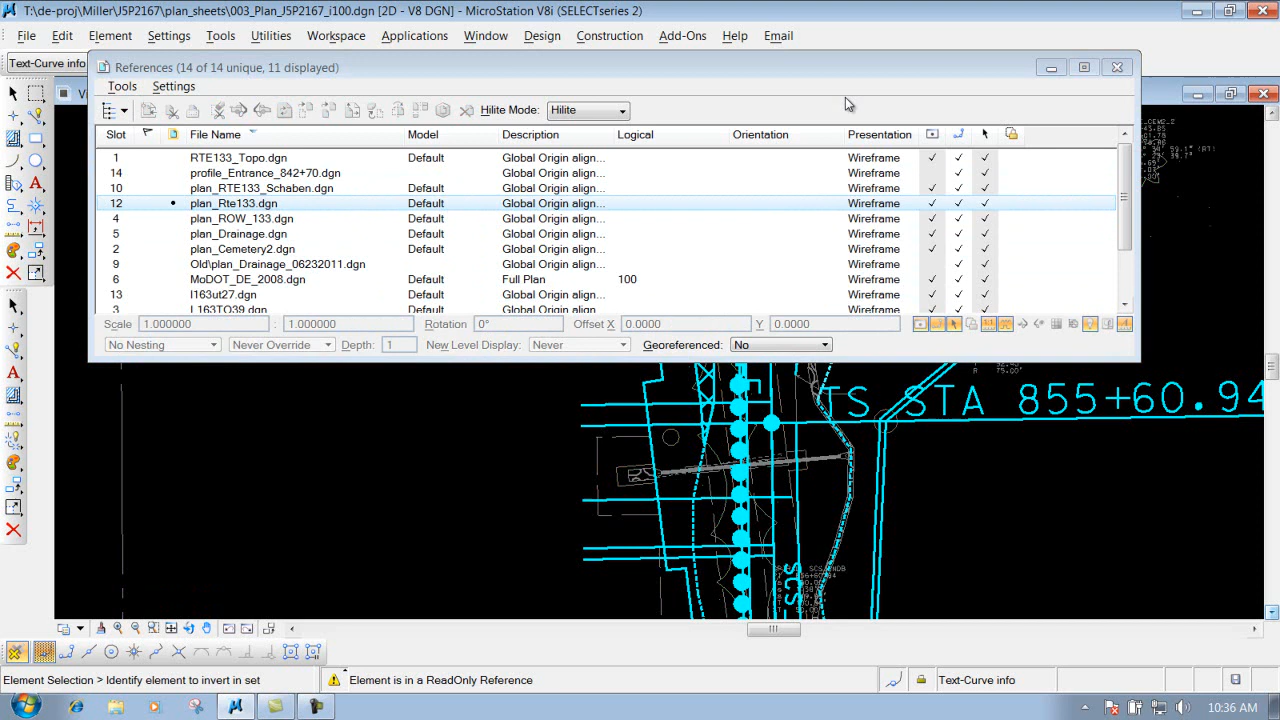 T:\de-proj\Miller\J5P2167\plan_sheets\003_Plan_J5P2167_i100.dgn [2D - V8 DGN] - MicroStation V8i (SELECTseries 2)
File Edit Element Settings Tools Utilities Workspace Applications Window Design Construction Add-Ons Help Email
Text-Curve info
References (14 of 14 unique, 11 displayed)
Tools Settings
Hilite Mode: Hilite
Slot File Name Model Description Logical Orientation Presentation
1 RTE133_Topo.dgn Default Global Origin align... Wireframe
14 profile_Entrance_842+70.dgn Global Origin align... Wireframe
10 plan_RTE133_Schaben.dgn Default Global Origin align... Wireframe
12 plan_Rte133.dgn Default Global Origin align... Wireframe
4 plan_ROW_133.dgn Default Global Origin align... Wireframe
5 plan_Drainage.dgn Default Global Origin align... Wireframe
2 plan_Cemetery2.dgn Default Global Origin align... Wireframe
9 Old\plan_Drainage_06232011.dgn Global Origin align... Wireframe
6 MoDOT_DE_2008.dgn Default Full Plan 100 Wireframe
13 I163ut27.dgn Default Global Origin align... Wireframe
3 L163TO39.dgn Default Global Origin align... Wireframe
Scale 1.000000 : 1.000000 Rotation 0° Offset X 0.0000 Y 0.0000
No Nesting Never Override Depth: 1 New Level Display: Never Georeferenced: No
TS STA 855+60.94
SCS
Element Selection > Identify element to invert in set
Element is in a ReadOnly Reference
Text-Curve info
10:36 AM